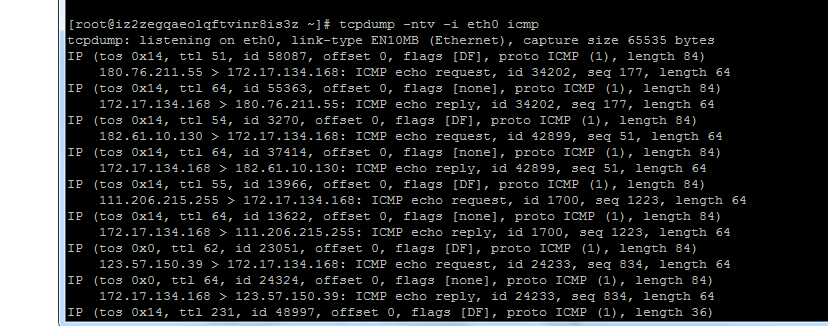 [root@iz2zegqaeolqftvinr8is3z ~]# tcpdump -ntv -i eth0 icmp
tcpdump: listening on eth0, link-type EN10MB (Ethernet), capture size 65535 bytes
IP (tos 0x14, ttl 51, id 58087, offset 0, flags [DF], proto ICMP (1), length 84)
    180.76.211.55 > 172.17.134.168: ICMP echo request, id 34202, seq 177, length 64
IP (tos 0x14, ttl 64, id 55363, offset 0, flags [none], proto ICMP (1), length 84)
    172.17.134.168 > 180.76.211.55: ICMP echo reply, id 34202, seq 177, length 64
IP (tos 0x14, ttl 54, id 3270, offset 0, flags [DF], proto ICMP (1), length 84)
    182.61.10.130 > 172.17.134.168: ICMP echo request, id 42899, seq 51, length 64
IP (tos 0x14, ttl 64, id 37414, offset 0, flags [none], proto ICMP (1), length 84)
    172.17.134.168 > 182.61.10.130: ICMP echo reply, id 42899, seq 51, length 64
IP (tos 0x14, ttl 55, id 13966, offset 0, flags [DF], proto ICMP (1), length 84)
    111.206.215.255 > 172.17.134.168: ICMP echo request, id 1700, seq 1223, length 64
IP (tos 0x14, ttl 64, id 13622, offset 0, flags [none], proto ICMP (1), length 84)
    172.17.134.168 > 111.206.215.255: ICMP echo reply, id 1700, seq 1223, length 64
IP (tos 0x0, ttl 62, id 23051, offset 0, flags [DF], proto ICMP (1), length 84)
    123.57.150.39 > 172.17.134.168: ICMP echo request, id 24233, seq 834, length 64
IP (tos 0x0, ttl 64, id 24324, offset 0, flags [none], proto ICMP (1), length 84)
    172.17.134.168 > 123.57.150.39: ICMP echo reply, id 24233, seq 834, length 64
IP (tos 0x14, ttl 231, id 48997, offset 0, flags [DF], proto ICMP (1), length 36)